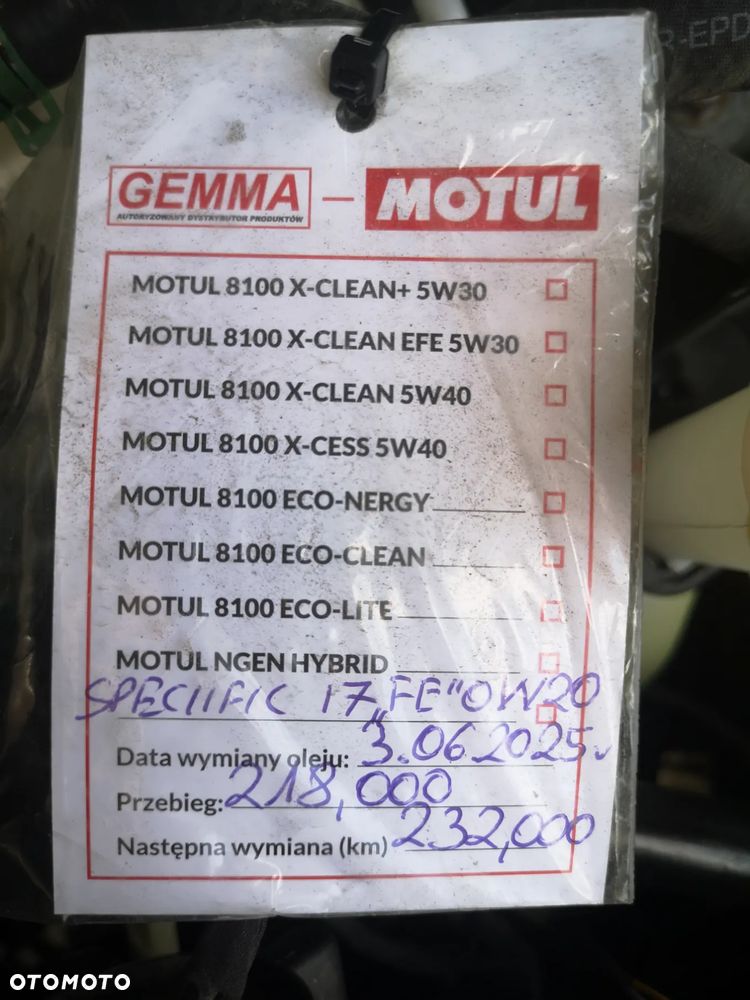 R-EPD
GEMMA - MOTUL
AUTORYZOWANY DYSTRYBUTOR PRODUKTÓW
MOTUL 8100 X-CLEAN+ 5W30
MOTUL 8100 X-CLEAN EFE 5W30
MOTUL 8100 X-CLEAN 5W40
MOTUL 8100 X-CESS 5W40
MOTUL 8100 ECO-NERGY
MOTUL 8100 ECO-CLEAN
MOTUL 8100 ECO-LITE
MOTUL NGEN HYBRID
SPECIIFIC 17 „FE" 0W20
Data wymiany oleju: 3.06.2025
Przebieg: 218,000
Następna wymiana (km) 232,000
OTOMOTO